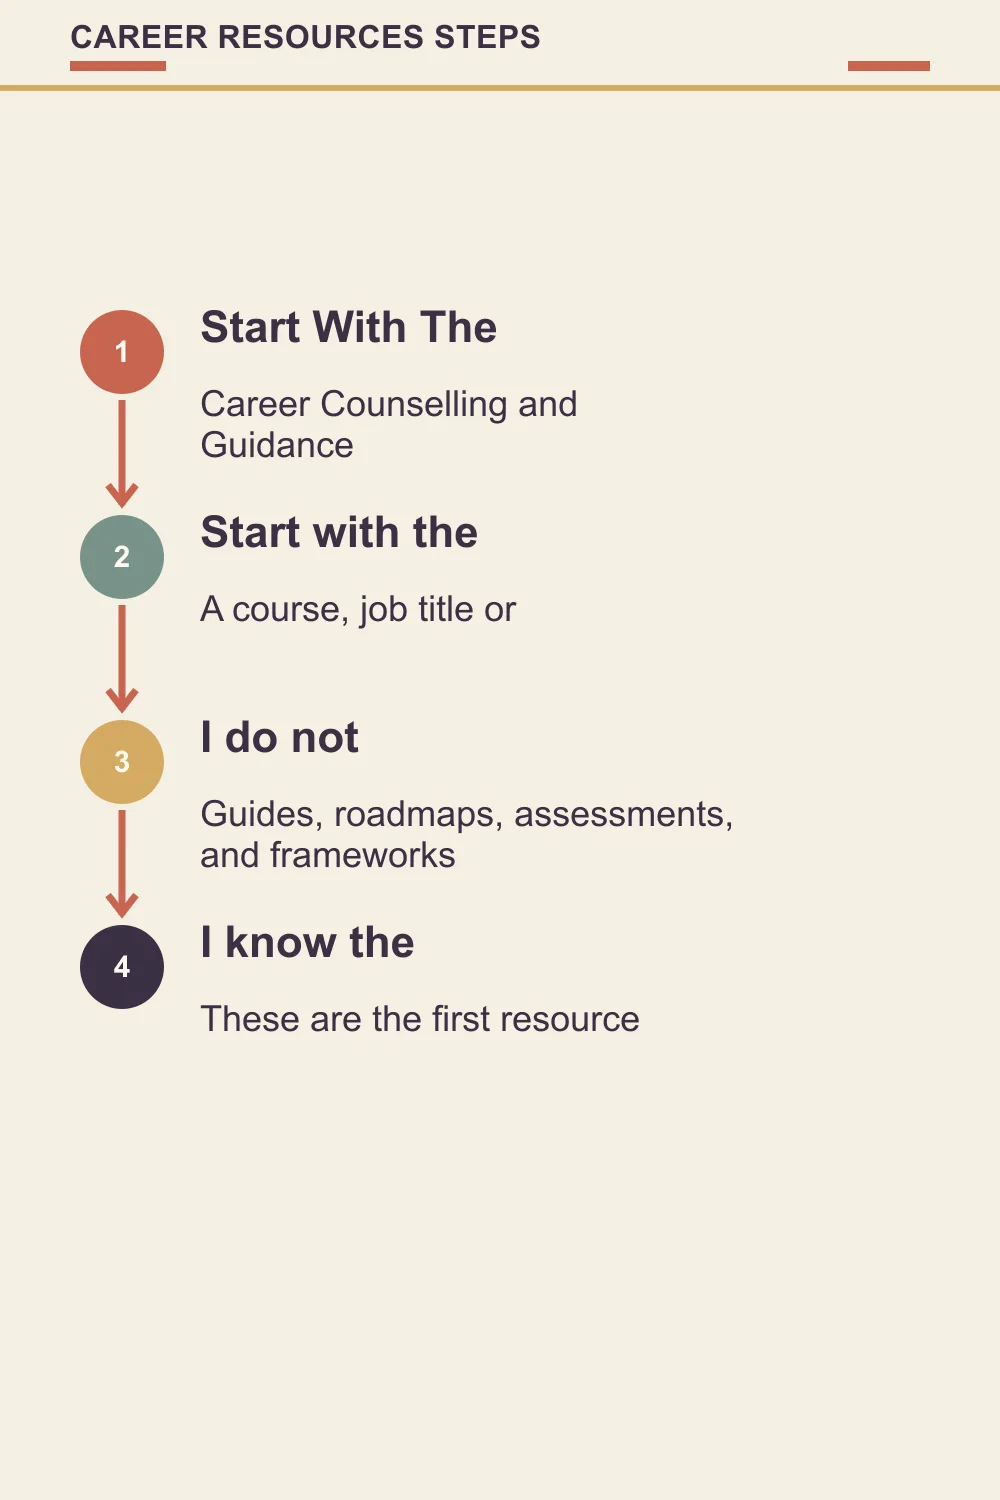 CAREER RESOURCES STEPS
1
Start With The
Career Counselling and
Guidance
2
Start with the
A course, job title or
3
I do not
Guides, roadmaps, assessments,
and frameworks
4
I know the
These are the first resource